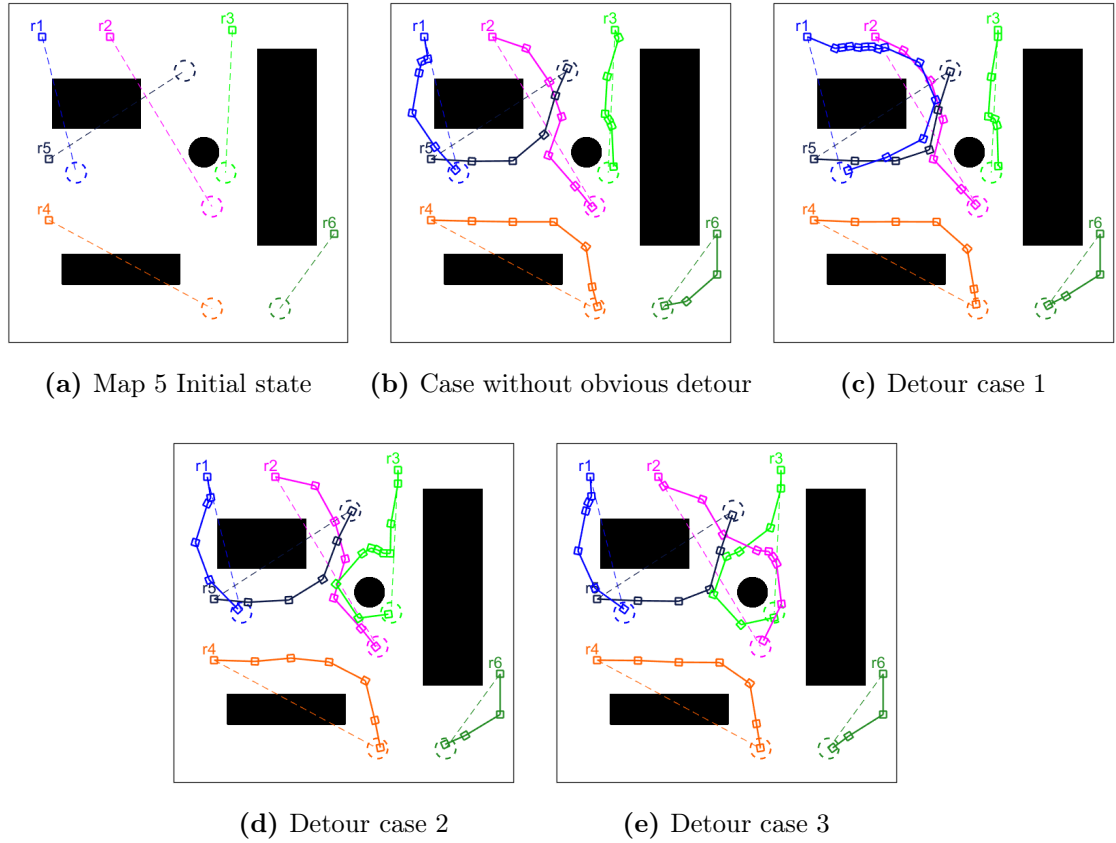 r1 r2 r3
r5
r4
r6
r1 r2 r3
r5
r4
r6
r1 r2 r3
r5
r4
r6
(a) Map 5 Initial state
(b) Case without obvious detour
(c) Detour case 1
r1 r2 r3
r5
r4
r6
r1 r2 r3
r4
r6
(d) Detour case 2
(e) Detour case 3